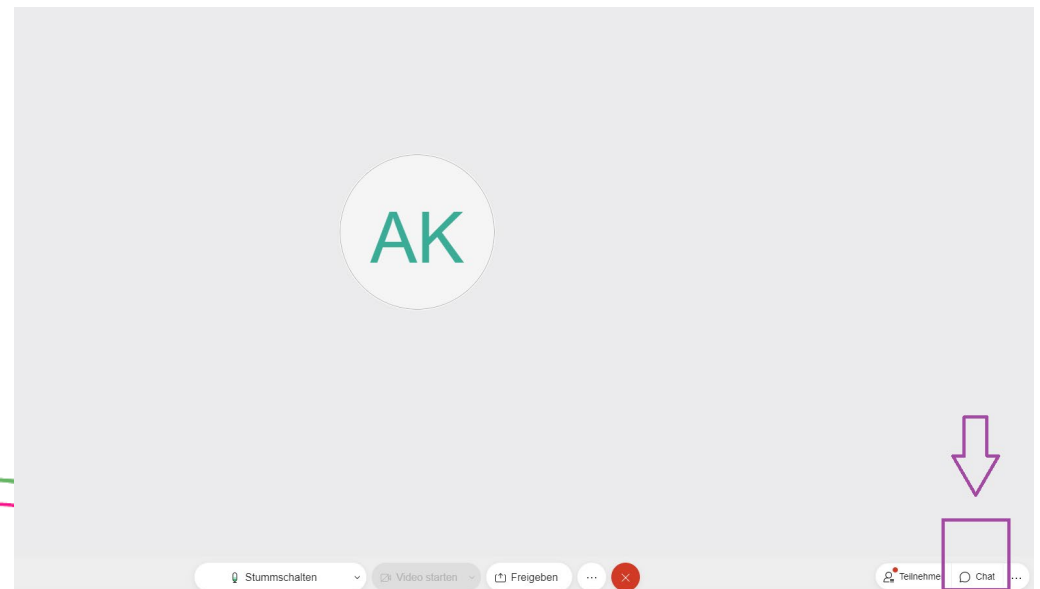 AK
Stummschalten
Video starten
Freigeben
...
Teilnehme
Chat
...